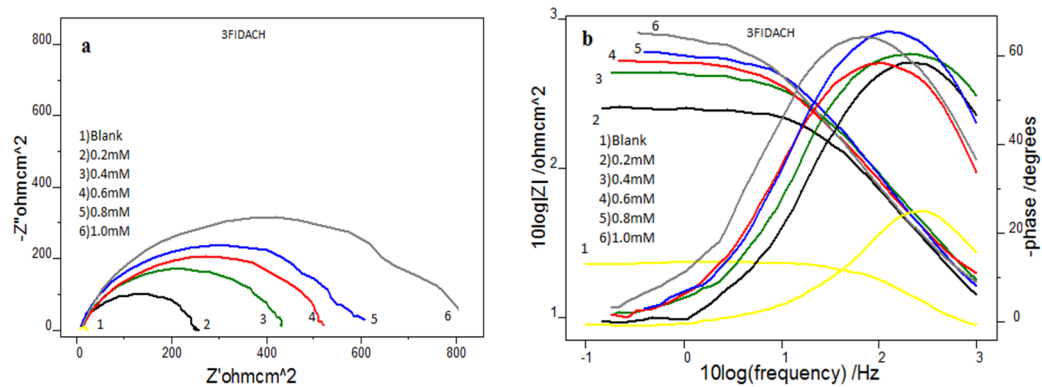 a
3FIDACH
800
600
400
200
0
-Z''ohmcm^2
1)Blank
2)0.2mM
3)0.4mM
4)0.6mM
5)0.8mM
6)1.0mM
1
2
3
4
5
6
0
200
400
600
800
Z'ohmcm^2
b
3FIDACH
3
2
1
10log|Z| /ohmcm^2
6
5
4
3
2
1
1)Blank
2)0.2mM
3)0.4mM
4)0.6mM
5)0.8mM
6)1.0mM
60
40
20
0
-phase /degrees
-1
0
1
2
3
10log(frequency) /Hz